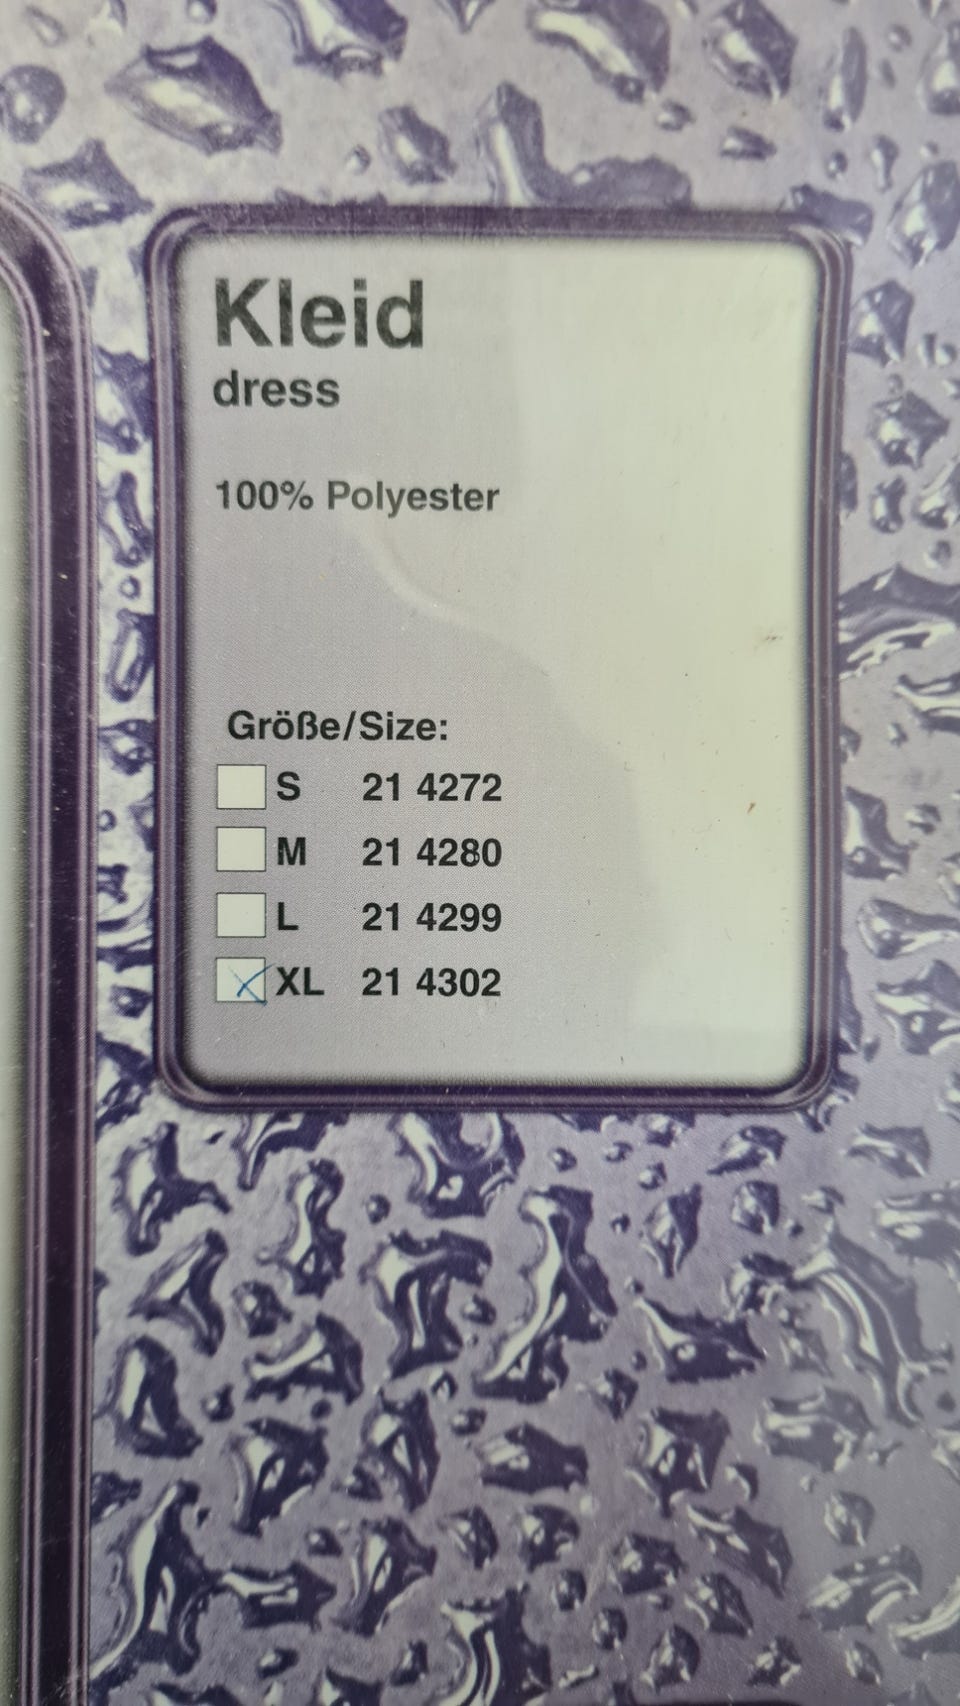 Kleid
dress
100% Polyester
Größe/Size:
S 21 4272
M 21 4280
L 21 4299
XL 21 4302